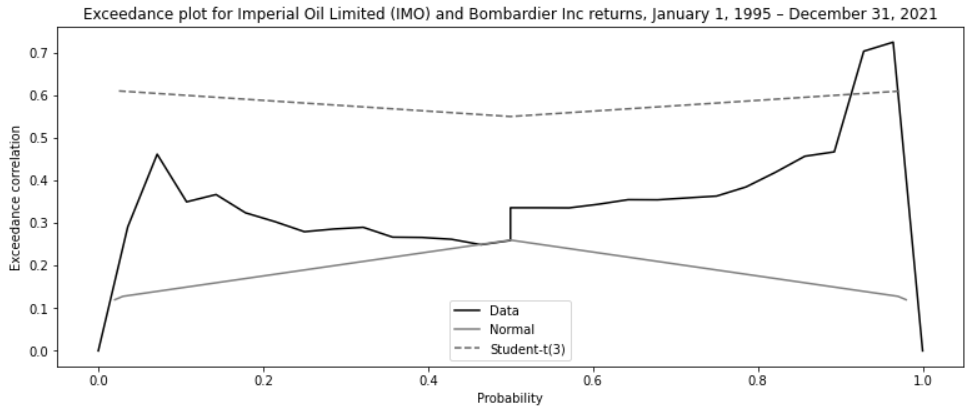 Exceedance plot for Imperial Oil Limited (IMO) and Bombardier Inc returns, January 1, 1995 – December 31, 2021
Exceedance correlation
0.7
0.6
0.5
0.4
0.3
0.2
0.1
0.0
Data
Normal
Student-t(3)
0.0
0.2
0.4
0.6
0.8
1.0
Probability